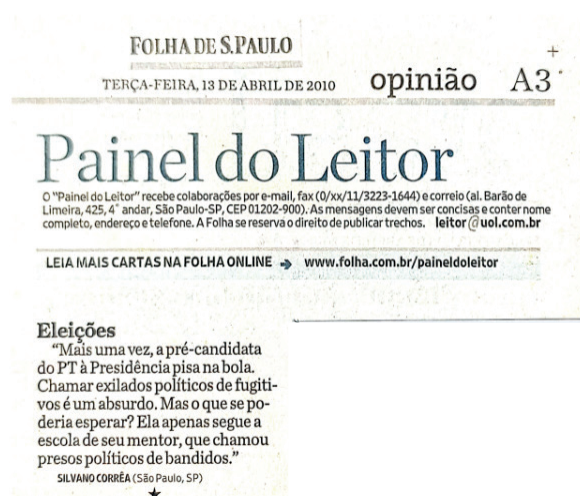 FOLHA DE S.PAULO
TERÇA-FEIRA, 13 DE ABRIL DE 2010 opinião A3
Painel do Leitor
O "Painel do Leitor" recebe colaborações por e-mail, fax (0/xx/11/3223-1644) e correio (al. Barão de
Limeira, 425, 4º andar, São Paulo-SP, CEP 01202-900). As mensagens devem ser concisas e conter nome
completo, endereço e telefone. A Folha se reserva o direito de publicar trechos. leitor@uol.com.br
LEIA MAIS CARTAS NA FOLHA ONLINE → www.folha.com.br/paineldoleitor
Eleições
"Mais uma vez, a pré-candidata
do PT à Presidência pisa na bola.
Chamar exilados políticos de fugiti-
vos é um absurdo. Mas o que se po-
deria esperar? Ela apenas segue a
escola de seu mentor, que chamou
presos políticos de bandidos."
SILVANO CORRÊA (São Paulo, SP)